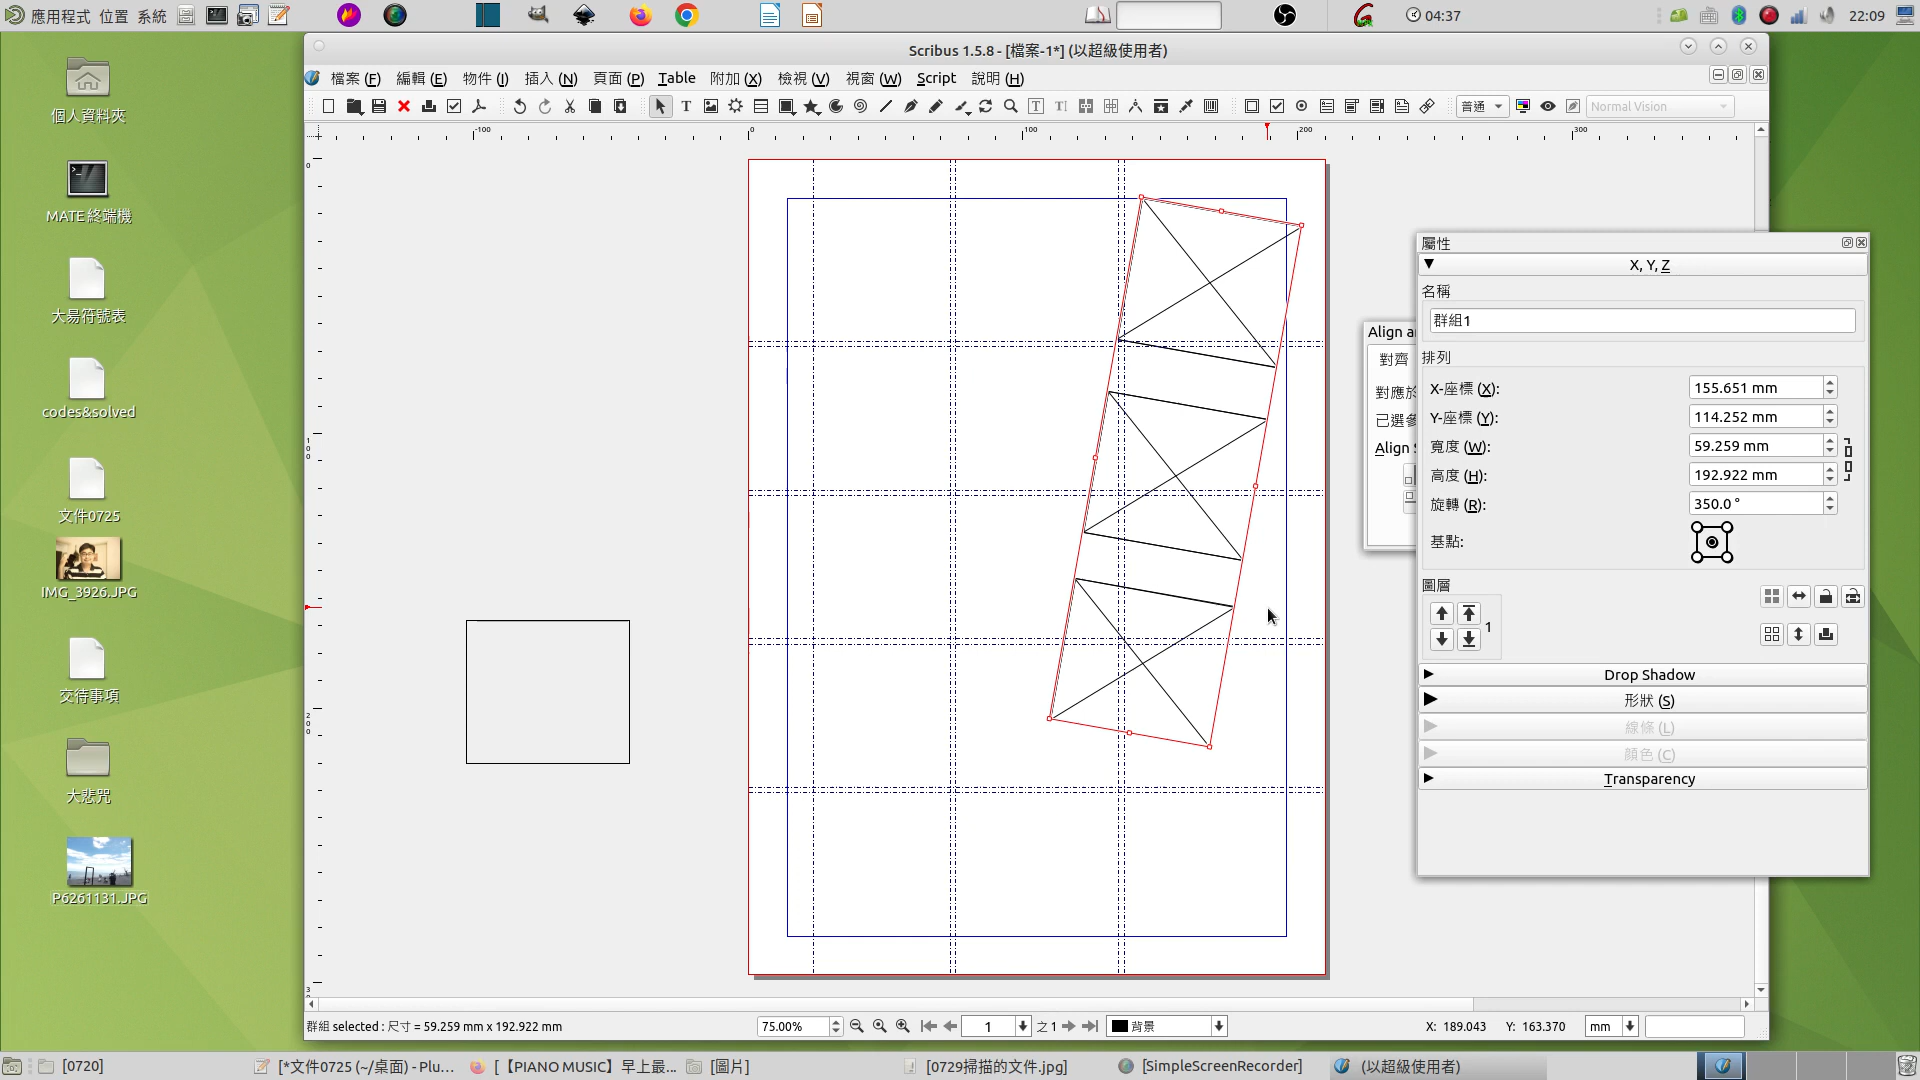 應用程式 位置 系統
04:37
22:09
Scribus 1.5.8 - [檔案-1*] (以超級使用者)
檔案 (F) 編輯 (E) 物件 (I) 插入 (N) 頁面 (P) Table 附加 (X) 檢視 (V) 視窗 (W) Script 說明 (H)
普通
Normal Vision
-100 0 100 200 300
0
100
200
3
個人資料夾
MATE 終端機
大易符號表
codes&solved
文件0725
IMG_3926.JPG
交待事項
大悲咒
P6261131.JPG
Align a
對齊
對應於
已選參
Align S
屬性
X, Y, Z
名稱
群組1
排列
X-座標 (X): 155.651 mm
Y-座標 (Y): 114.252 mm
寬度 (W): 59.259 mm
高度 (H): 192.922 mm
旋轉 (R): 350.0 °
基點:
圖層
1
Drop Shadow
形狀 (S)
線條 (L)
顏色 (C)
Transparency
群組 selected : 尺寸 = 59.259 mm x 192.922 mm
75.00%
1
之 1
背景
X: 189.043 Y: 163.370
mm
[0720]
[*文件0725 (~/桌面) - Plu...
[【PIANO MUSIC】早上最...
[圖片]
[0729掃描的文件.jpg]
[SimpleScreenRecorder]
(以超級使用者)